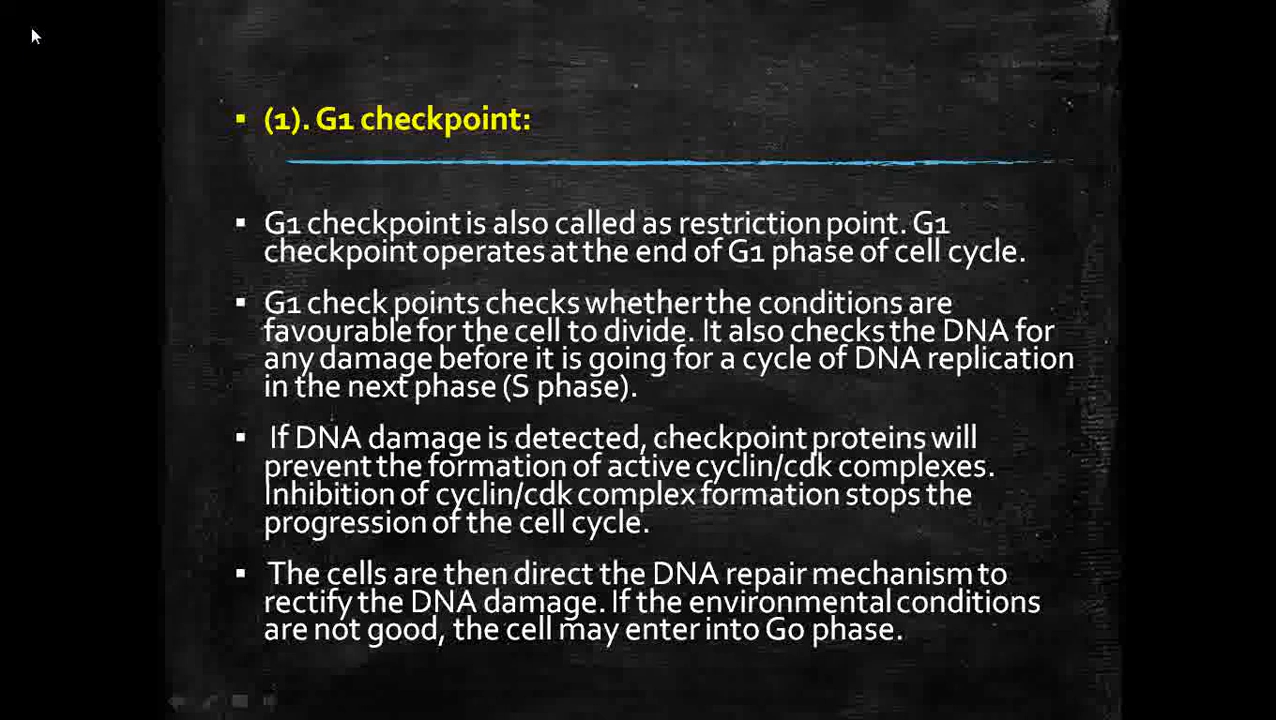 ▪ (1). G1 checkpoint:
▪ G1 checkpoint is also called as restriction point. G1
checkpoint operates at the end of G1 phase of cell cycle.
▪ G1 check points checks whether the conditions are
favourable for the cell to divide. It also checks the DNA for
any damage before it is going for a cycle of DNA replication
in the next phase (S phase).
▪ If DNA damage is detected, checkpoint proteins will
prevent the formation of active cyclin/cdk complexes.
Inhibition of cyclin/cdk complex formation stops the
progression of the cell cycle.
▪ The cells are then direct the DNA repair mechanism to
rectify the DNA damage. If the environmental conditions
are not good, the cell may enter into Go phase.